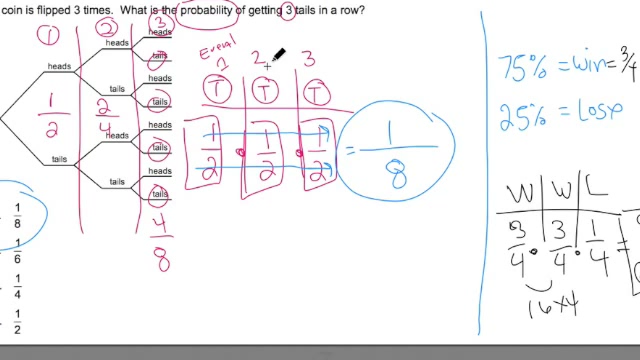 coin is flipped 3 times. What is the probability of getting 3 tails in a row?
1 2 3
heads
heads
tails
heads
heads
tails
tails
heads
heads
tails
tails
heads
tails
tails
1/2 2/4 4/8
Event
1 2 3
T T T
1/2 · 1/2 · 1/2 = 1/8
1/8
1/6
1/4
1/2
75% = win = 3/4
25% = Lose
W W L
3/4 · 3/4 · 1/4 =
16 x 4